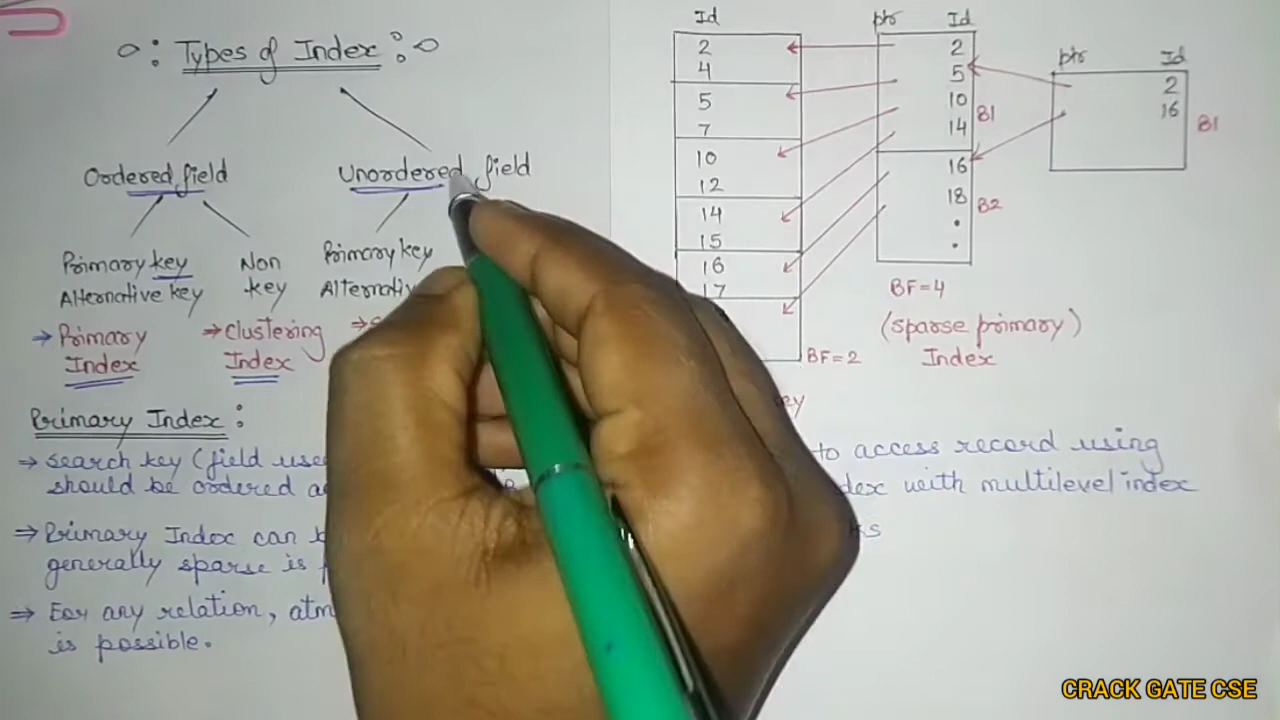 Types of Index :
Ordered field
Unordered field
Primary key
Alternative key
Non
key
Primary key
→ Primary
Index
→ Clustering
Index
Primary Index :
⇒ Search key (field
should be ordered
⇒ Primary Index can
generally sparse is
⇒ For any relation,
is possible.
Id
2
4
5
7
10
12
14
15
16
17
BF=2
ptr Id
2
5
10
14
B1
16
18
B2
BF=4
(sparse primary)
Index
ptr Id
2
16
B1
to access record using
with multilevel index
CRACK GATE CSE